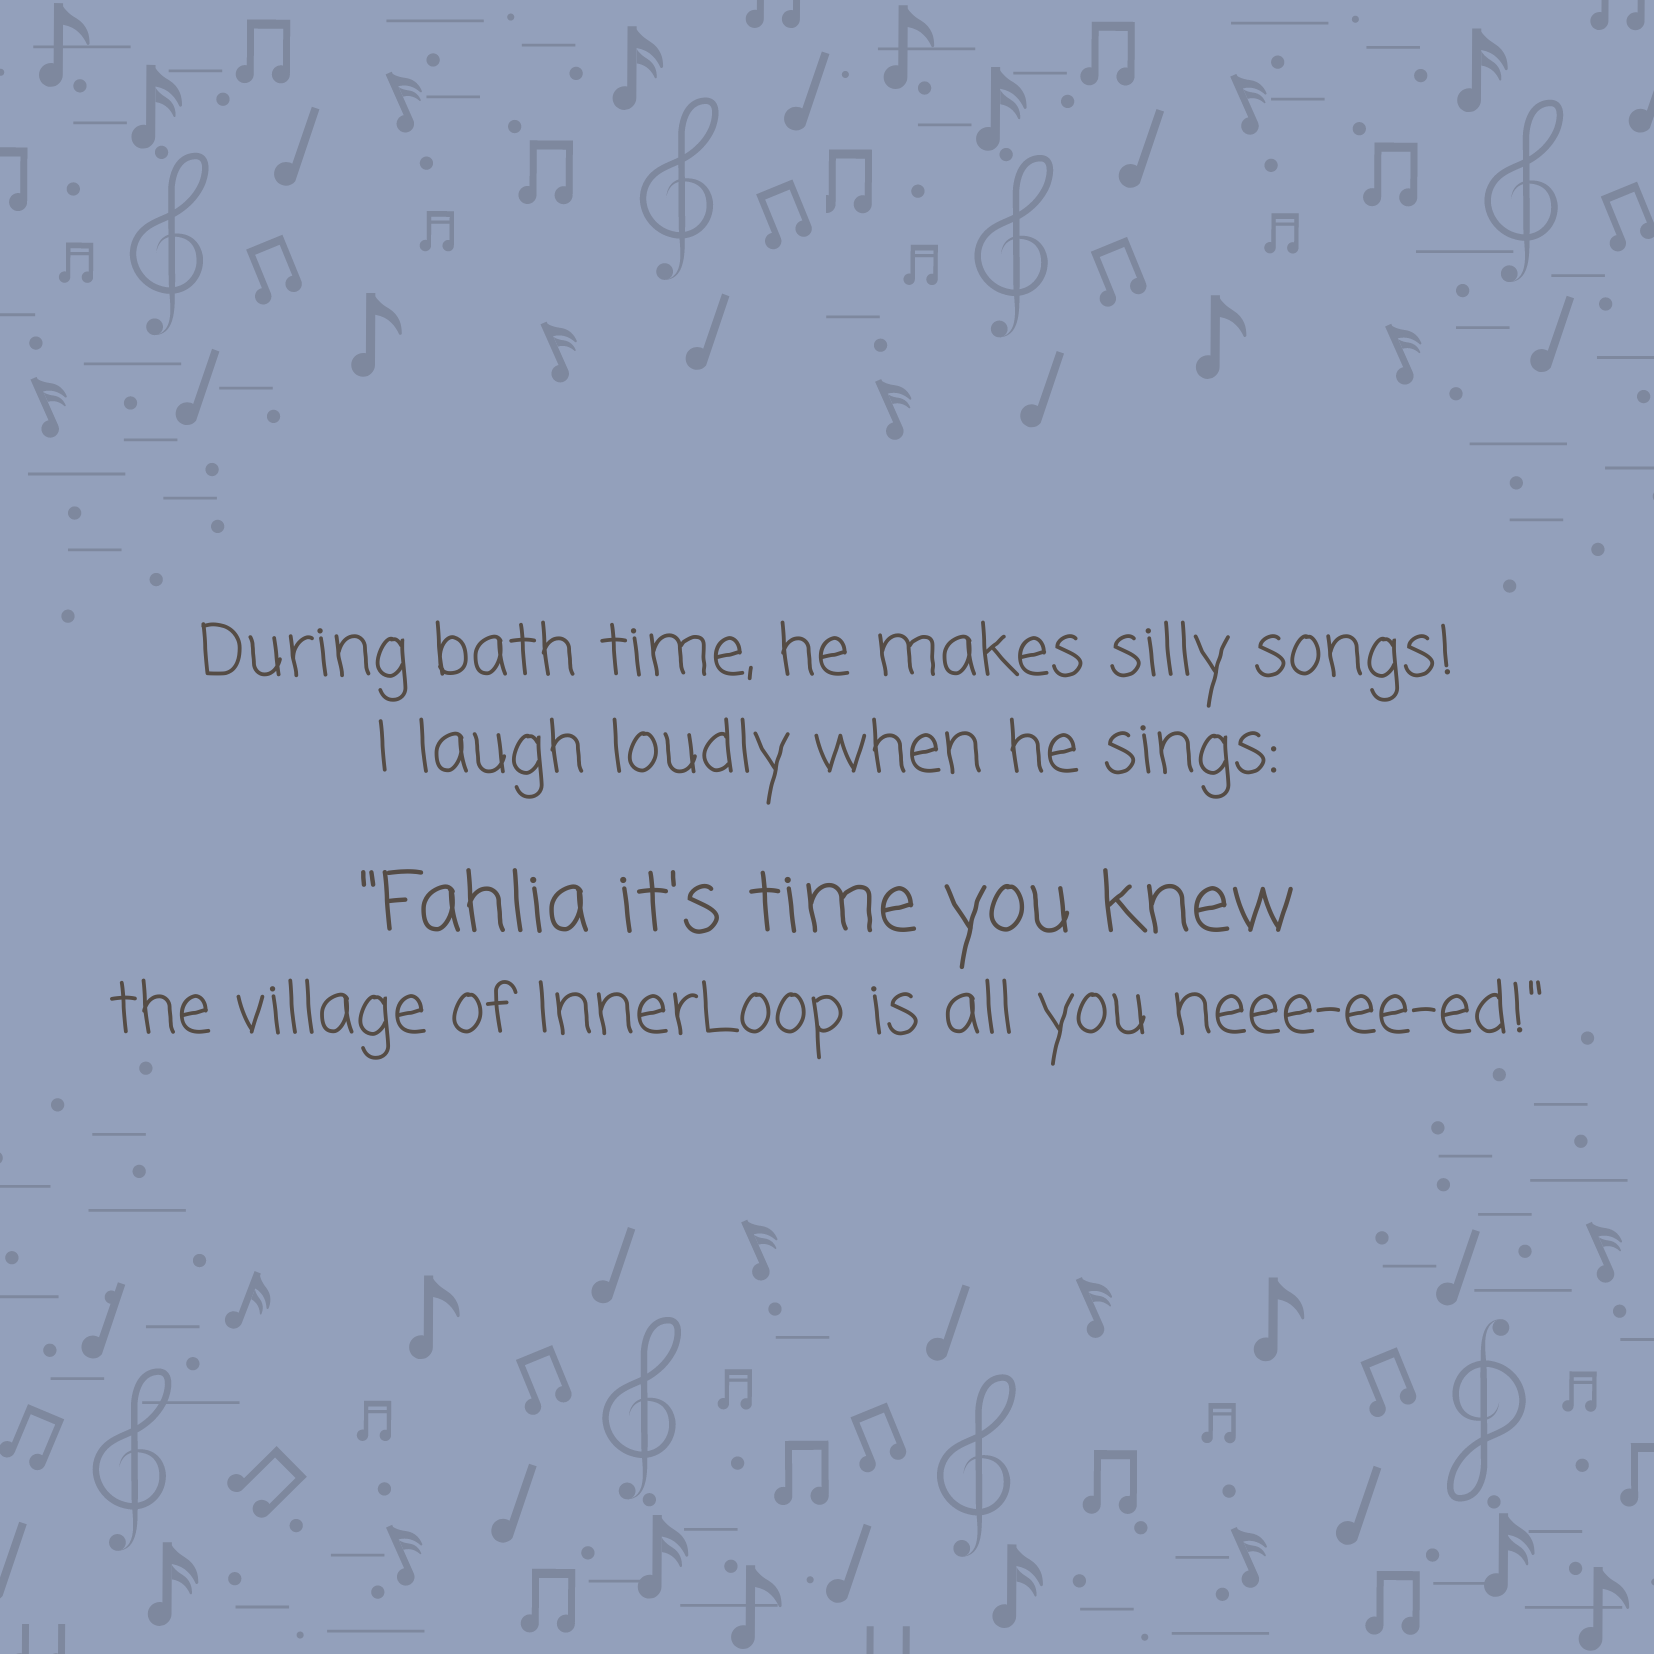 During bath time, he makes silly songs!
I laugh loudly when he sings:
"Fahlia it's time you knew
the village of InnerLoop is all you neee-ee-ed!"